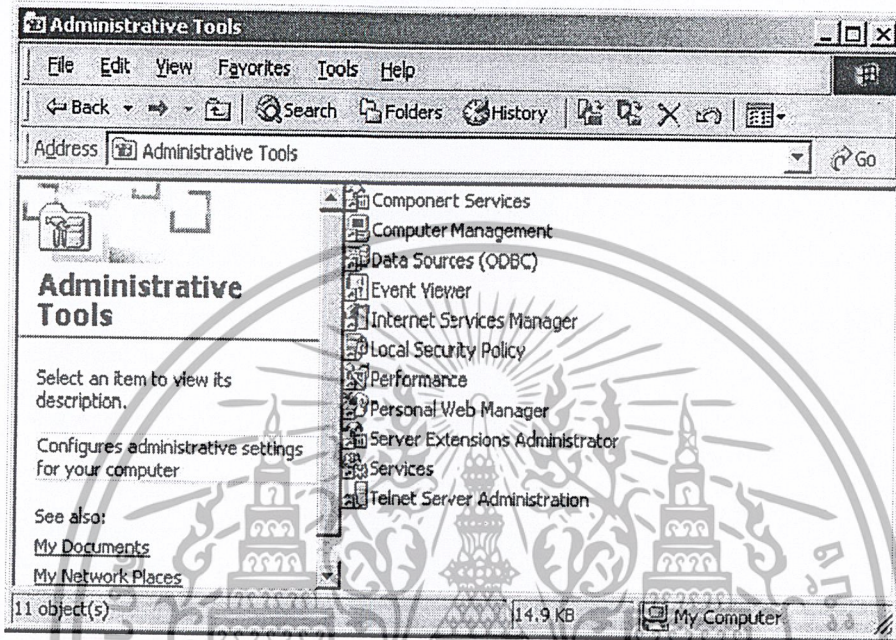 Administrative Tools
File Edit View Favorites Tools Help
Back Search Folders History
Address Administrative Tools Go
Administrative
Tools
Select an item to view its
description.
Configures administrative settings
for your computer
See also:
My Documents
My Network Places
Component Services
Computer Management
Data Sources (ODBC)
Event Viewer
Internet Services Manager
Local Security Policy
Performance
Personal Web Manager
Server Extensions Administrator
Services
Telnet Server Administration
11 object(s) 14.9 KB My Computer